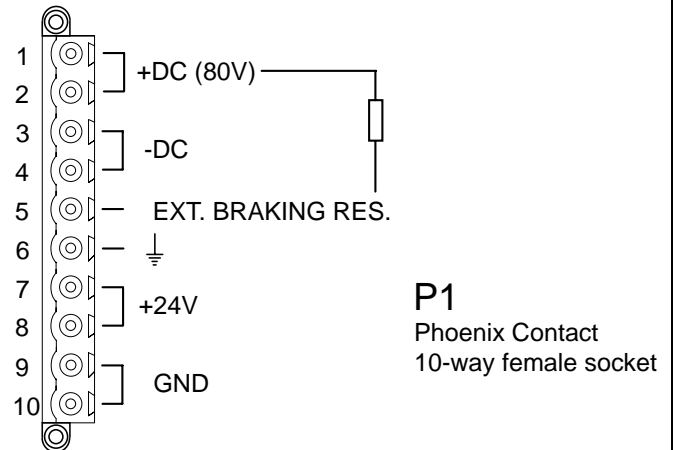 1
2
+DC (80V)
3
4
-DC
5 EXT. BRAKING RES.
6
7
8
+24V
9
10
GND
P1
Phoenix Contact
10-way female socket